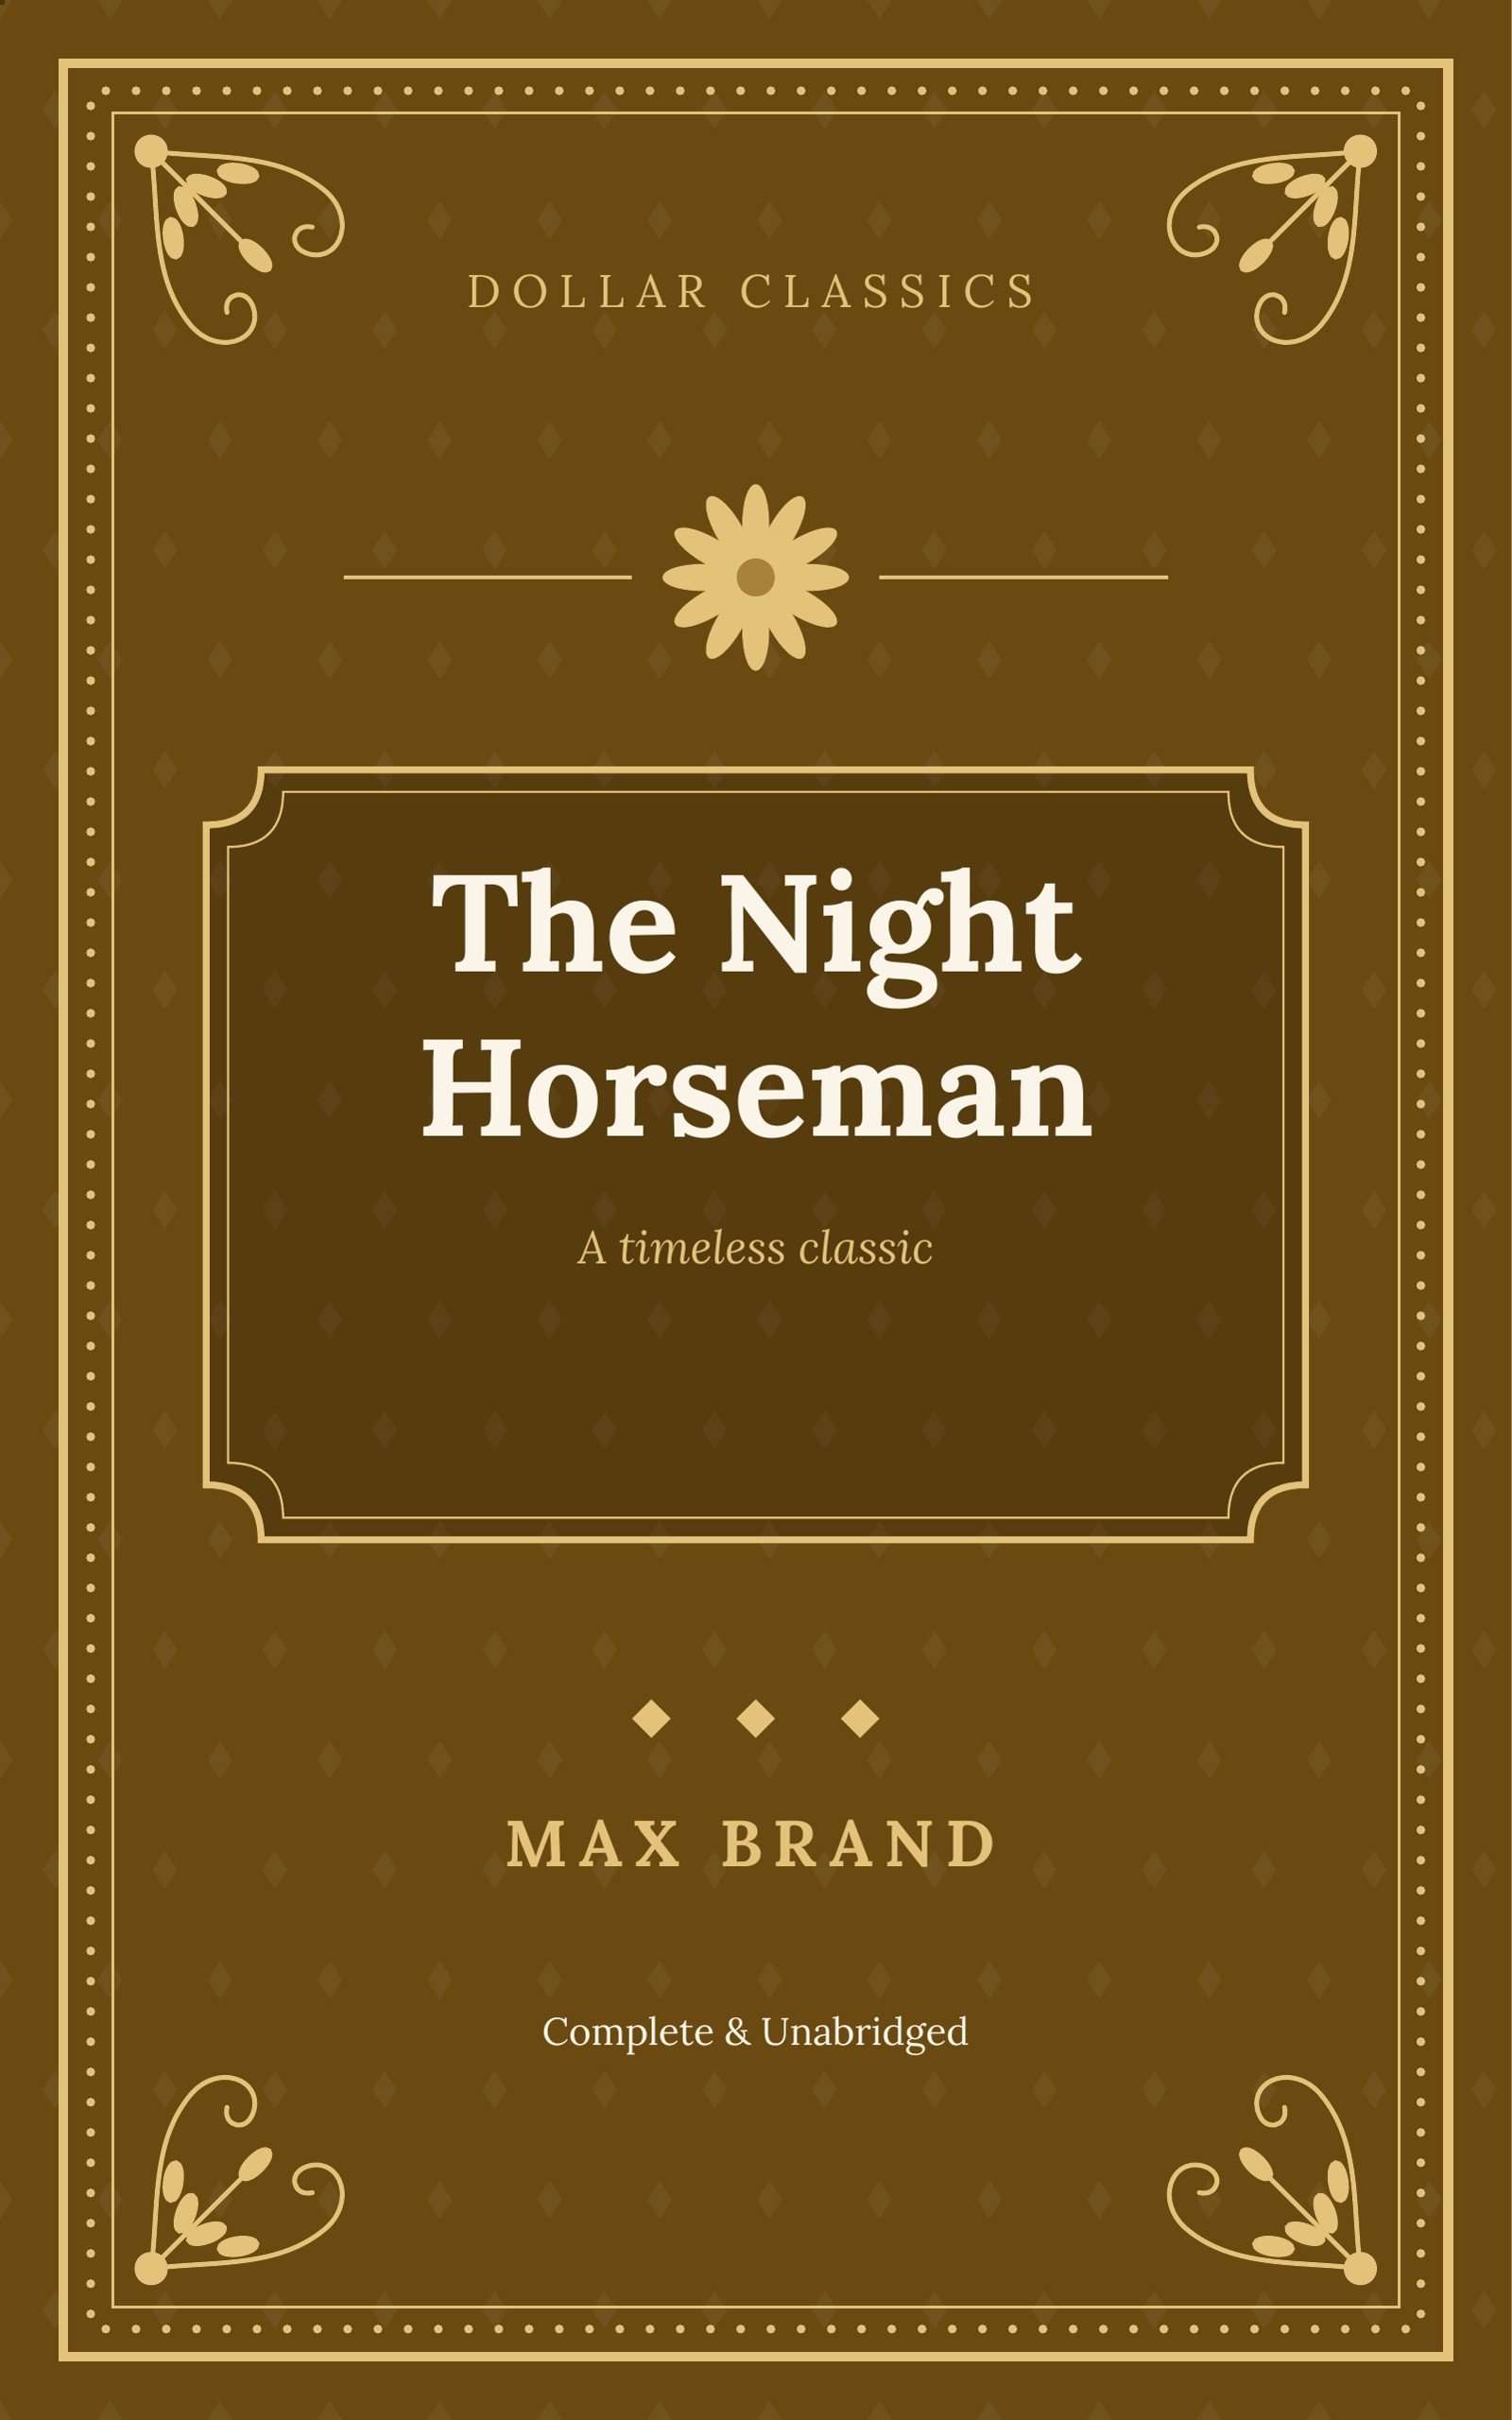 DOLLAR CLASSICS
The Night
Horseman
A timeless classic
MAX BRAND
Complete & Unabridged